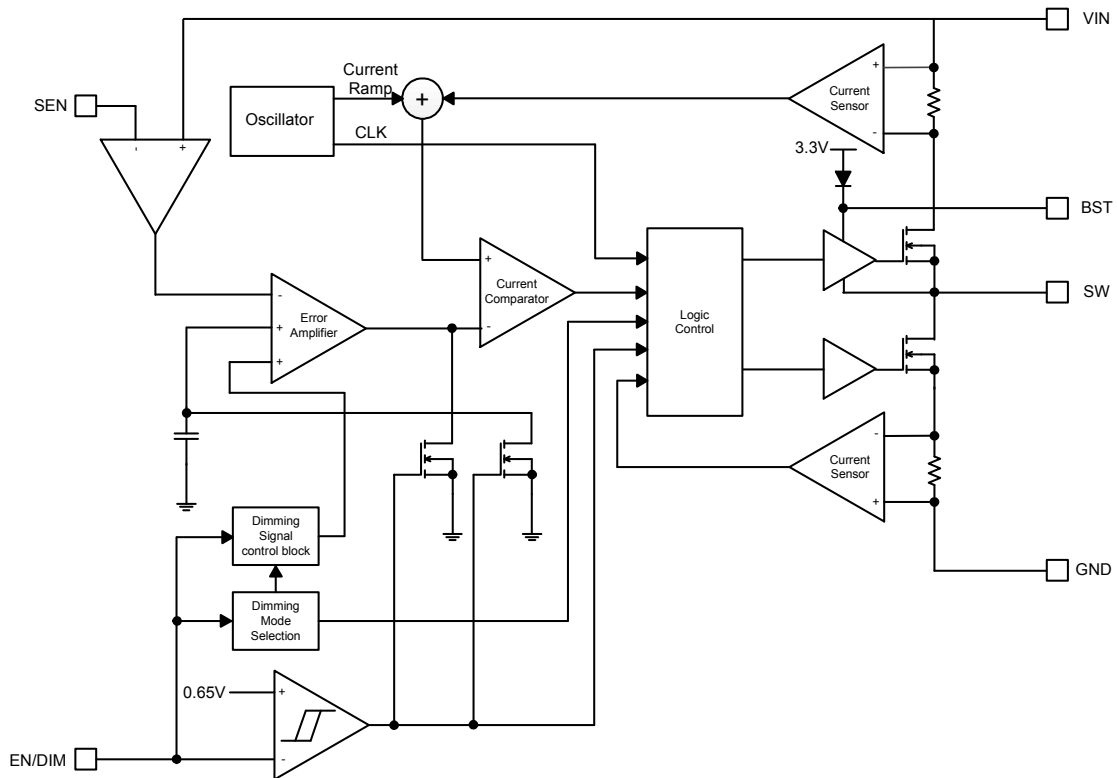 VIN
Current
Ramp
SEN
Oscillator
+
CLK
+
Current
Sensor
-
-
+
3.3V
BST
+
Current
Comparator
-
Logic
Control
SW
-
Error
Amplifier
+
+
-
Current
Sensor
+
Dimming
Signal
control block
GND
Dimming
Mode
Selection
0.65V
+
EN/DIM
-